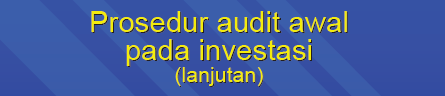 Prosedur audit awal
pada investasi
(lanjutan)